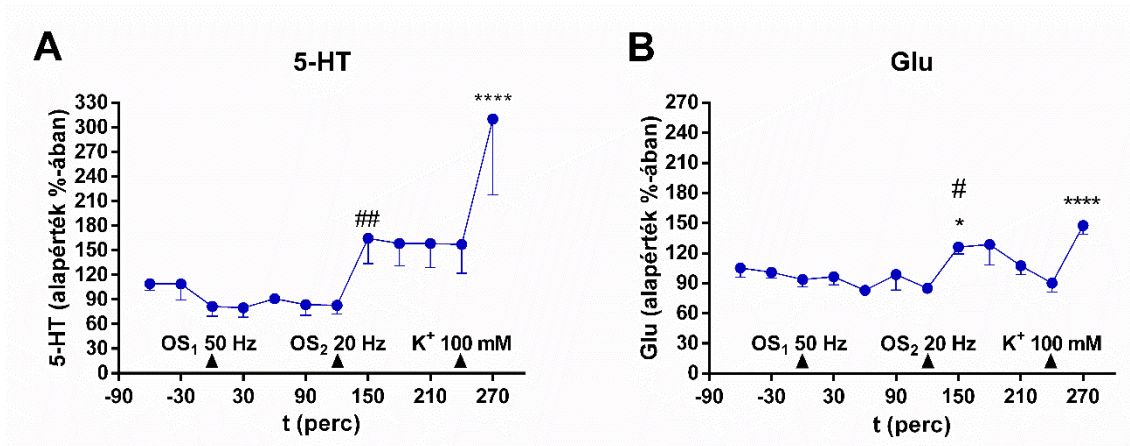 A
5-HT
5-HT (alapérték %-ában)
330
300
270
240
210
180
150
120
90
60
30
0
****
##
OS₁ 50 Hz
OS₂ 20 Hz
K⁺ 100 mM
-90
-30
30
90
150
210
270
t (perc)
B
Glu
Glu (alapérték %-ában)
270
240
210
180
150
120
90
60
30
0
#
*
****
OS₁ 50 Hz
OS₂ 20 Hz
K⁺ 100 mM
-90
-30
30
90
150
210
270
t (perc)